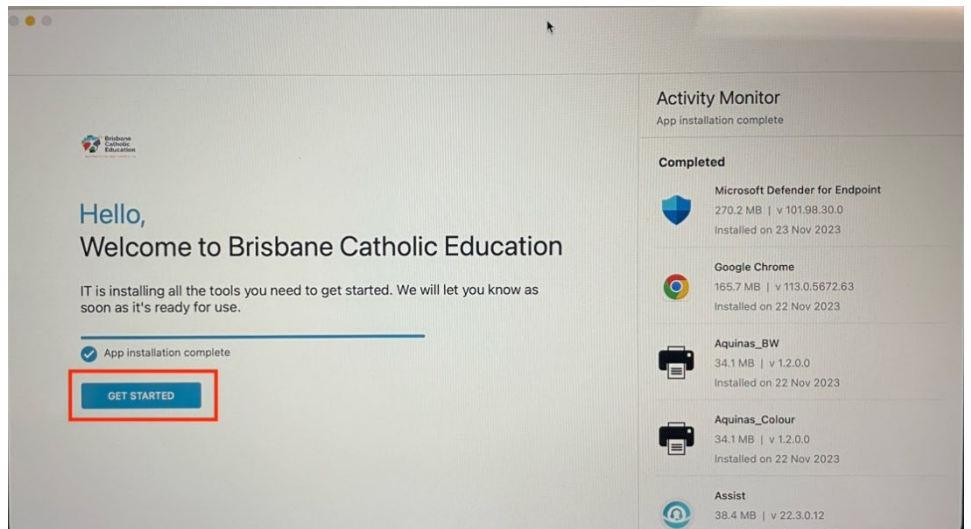 Brisbane
Catholic
Education
Hello,
Welcome to Brisbane Catholic Education
IT is installing all the tools you need to get started. We will let you know as
soon as it's ready for use.
App installation complete
GET STARTED
Activity Monitor
App installation complete
Completed
Microsoft Defender for Endpoint
270.2 MB | v 101.98.30.0
Installed on 23 Nov 2023
Google Chrome
165.7 MB | v 113.0.5672.63
Installed on 22 Nov 2023
Aquinas_BW
34.1 MB | v 1.2.0.0
Installed on 22 Nov 2023
Aquinas_Colour
34.1 MB | v 1.2.0.0
Installed on 22 Nov 2023
Assist
38.4 MB | v 22.3.0.12